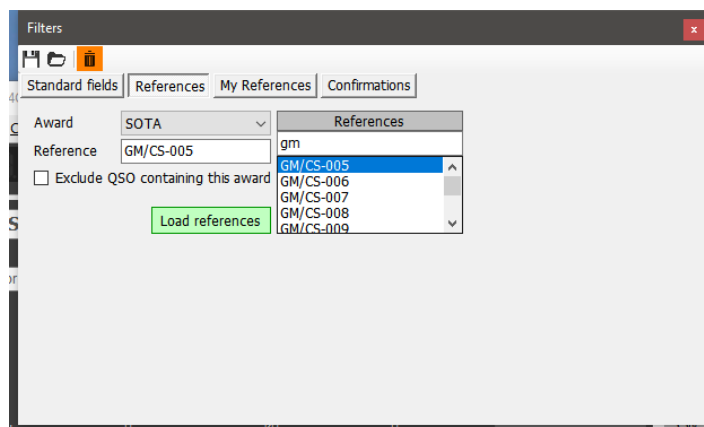 Filters
x
Standard fields References My References Confirmations
Award SOTA References
Reference GM/CS-005 gm
Exclude QSO containing this award
GM/CS-005
GM/CS-006
GM/CS-007
GM/CS-008
GM/CS-009
Load references